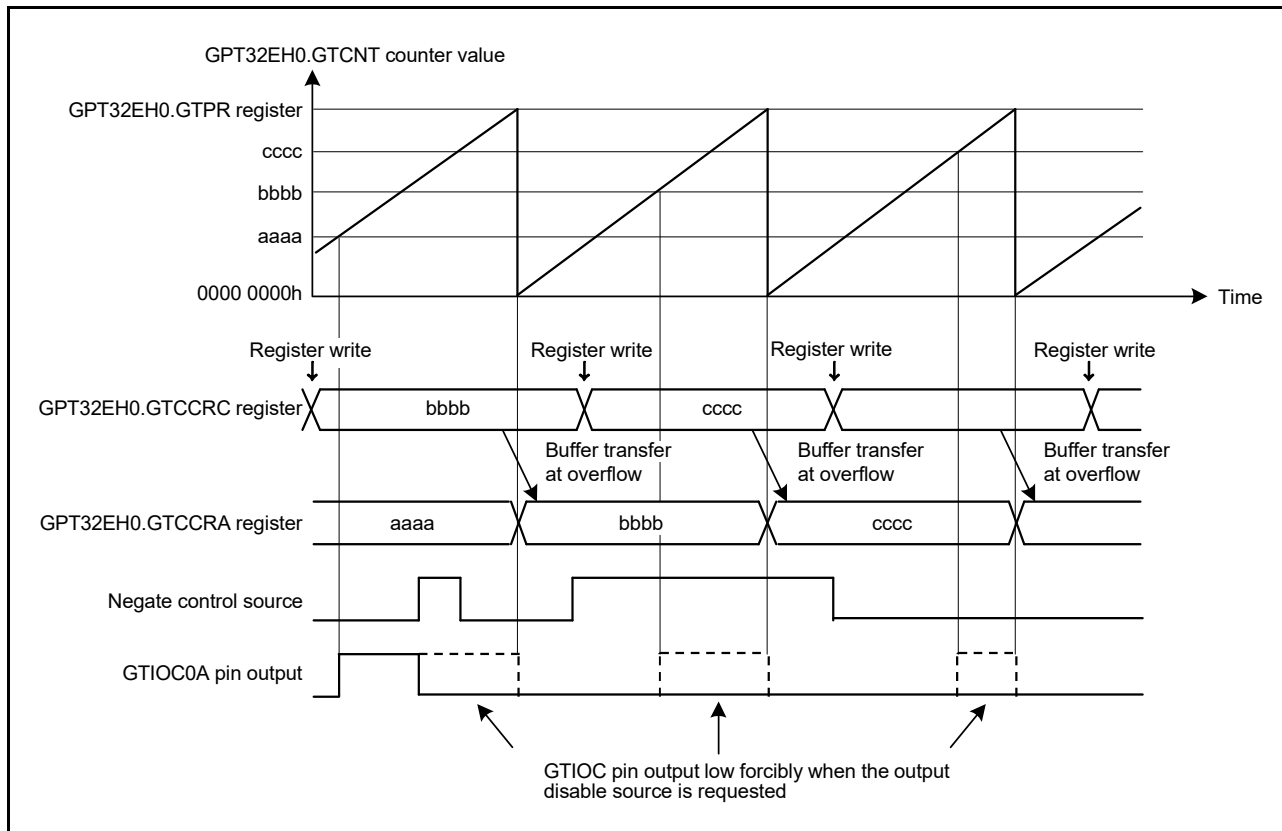 GPT32EH0.GTCNT counter value
GPT32EH0.GTPR register
cccc
bbbb
aaaa
0000 0000h
Time
Register write
Register write
Register write
Register write
GPT32EH0.GTCCRC register
bbbb
cccc
Buffer transfer
at overflow
Buffer transfer
at overflow
Buffer transfer
at overflow
GPT32EH0.GTCCRA register
aaaa
bbbb
cccc
Negate control source
GTIOC0A pin output
GTIOC pin output low forcibly when the output
disable source is requested